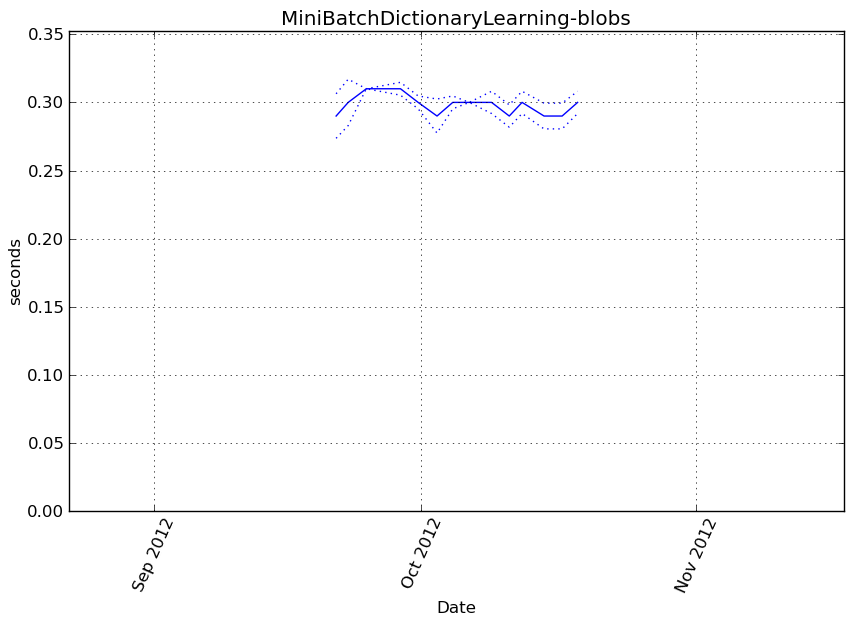 MiniBatchDictionaryLearning-blobs
0.35
0.30
0.25
0.20
0.15
0.10
0.05
0.00
seconds
Sep 2012
Oct 2012
Nov 2012
Date